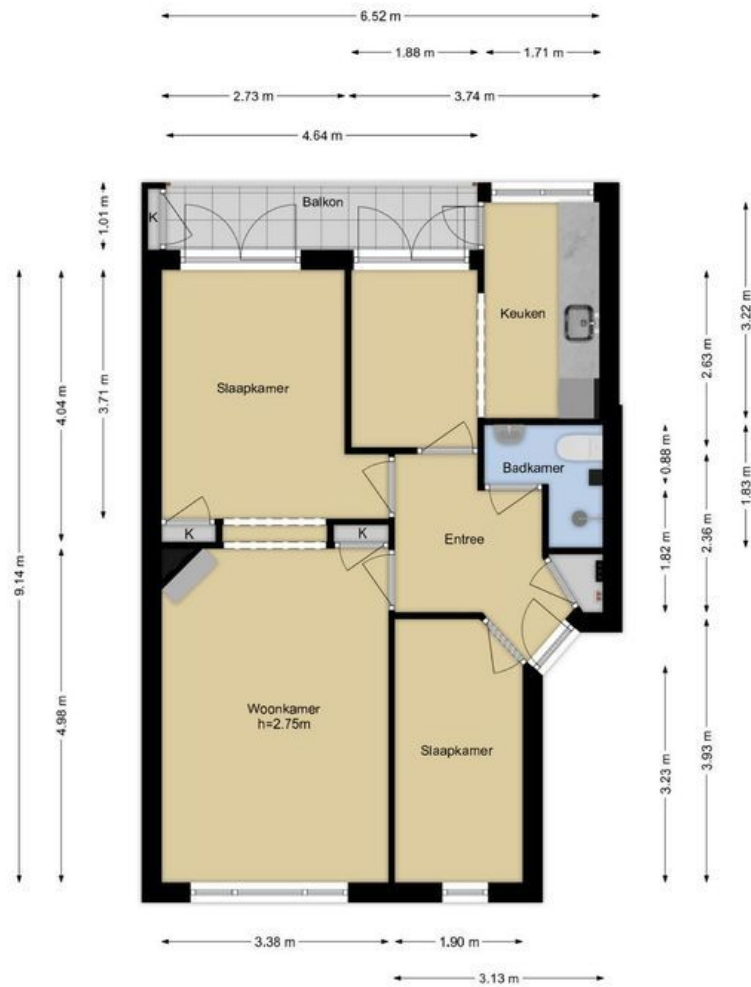 6.52 m
1.88 m
1.71 m
2.73 m
3.74 m
4.64 m
1.01 m
Balkon
K
9.14 m
4.04 m
3.71 m
Slaapkamer
Keuken
2.63 m
3.22 m
Badkamer
0.88 m
1.83 m
K
K
Entree
1.82 m
2.36 m
4.98 m
Woonkamer
h=2.75m
Slaapkamer
3.23 m
3.93 m
3.38 m
1.90 m
3.13 m